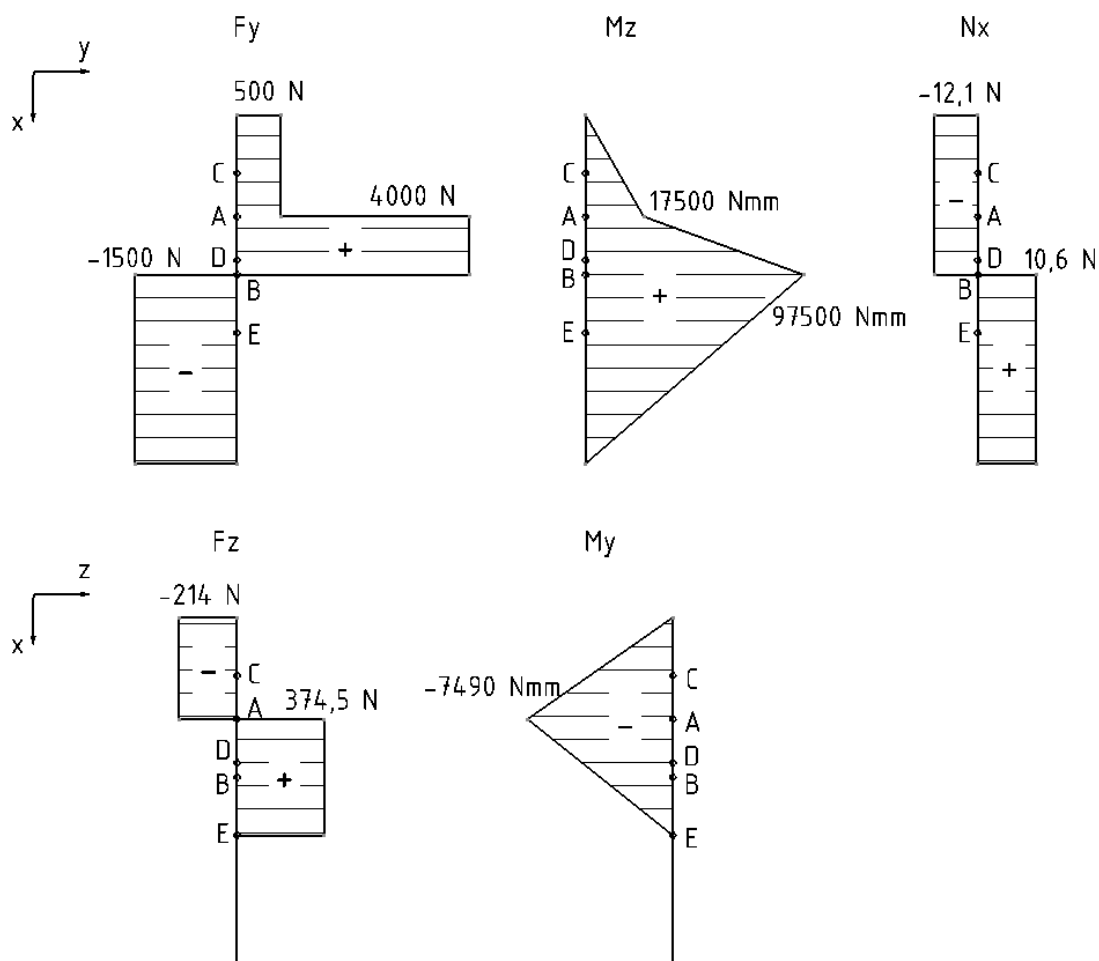 Fy Mz Nx
y
x
500 N
-12,1 N
C C C
A A A
4000 N
17500 Nmm
-
D D D
-1500 N
+
10,6 N
B B B
+
97500 Nmm
E E E
-
+
Fz My
z
x
-214 N
-
C C
-7490 Nmm
A A
374,5 N
-
D D
B B
+
E E